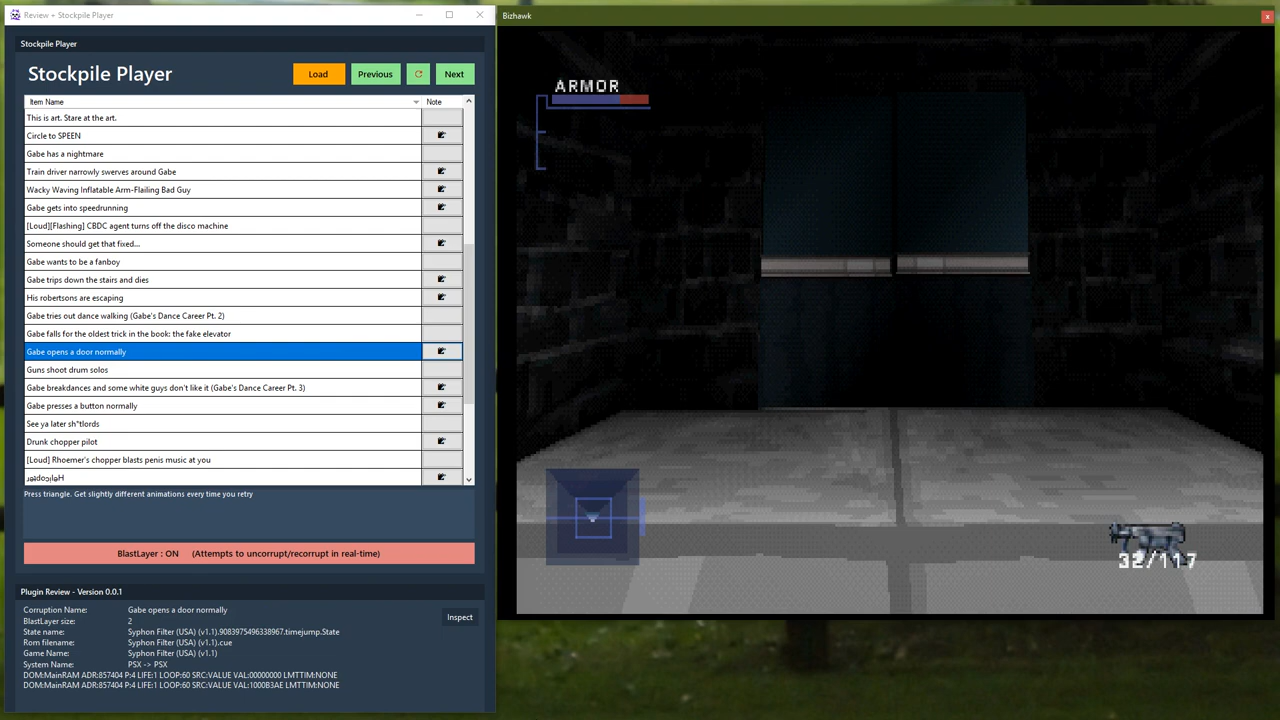 Review + Stockpile Player
Stockpile Player
Stockpile Player
Load
Previous
Next
Item Name
Note
This is art. Stare at the art.
Circle to SPEEN
Gabe has a nightmare
Train driver narrowly swerves around Gabe
Wacky Waving Inflatable Arm-Flailing Bad Guy
Gabe gets into speedrunning
[Loud][Flashing] CBDC agent turns off the disco machine
Someone should get that fixed...
Gabe wants to be a fanboy
Gabe trips down the stairs and dies
His robertsons are escaping
Gabe tries out dance walking (Gabe's Dance Career Pt. 2)
Gabe falls for the oldest trick in the book: the fake elevator
Gabe opens a door normally
Guns shoot drum solos
Gabe breakdances and some white guys don't like it (Gabe's Dance Career Pt. 3)
Gabe presses a button normally
See ya later sh*tlords
Drunk chopper pilot
[Loud] Rhoemer's chopper blasts penis music at you
Press triangle. Get slightly different animations every time you retry
BlastLayer : ON (Attempts to uncorrupt/recorrupt in real-time)
Plugin Review - Version 0.0.1
Corruption Name: Gabe opens a door normally
BlastLayer size: 2
State name: Syphon Filter (USA) (v1.1).9083975496338967.timejump.State
Rom filename: Syphon Filter (USA) (v1.1).cue
Game Name: Syphon Filter (USA) (v1.1)
System Name: PSX -> PSX
DOM:MainRAM ADR:857404 P:4 LIFE:1 LOOP:60 SRC:VALUE VAL:00000000 LMTTIM:NONE
DOM:MainRAM ADR:857404 P:4 LIFE:1 LOOP:60 SRC:VALUE VAL:1000B3AE LMTTIM:NONE
Inspect
Bizhawk
x
ARMOR
32/117